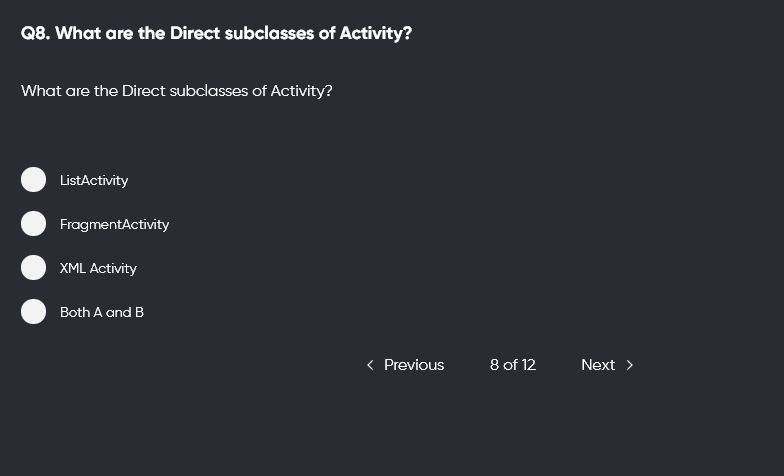 Q8. What are the Direct subclasses of Activity?
What are the Direct subclasses of Activity?
ListActivity
FragmentActivity
XML Activity
Both A and B
Previous 8 of 12 Next